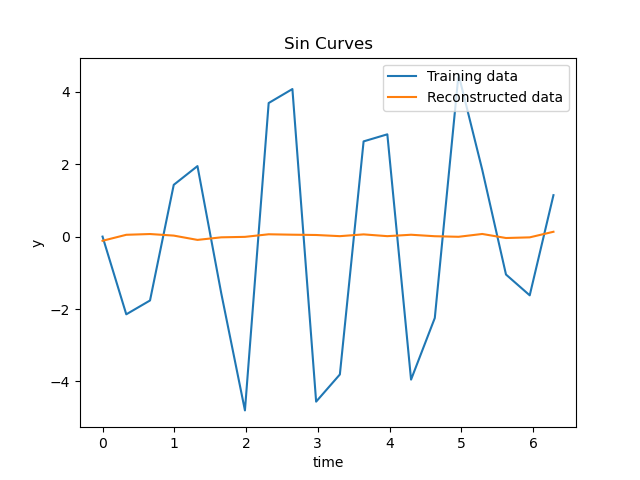 Sin Curves
Training data
Reconstructed data
4
2
0
−2
−4
y
0 1 2 3 4 5 6
time